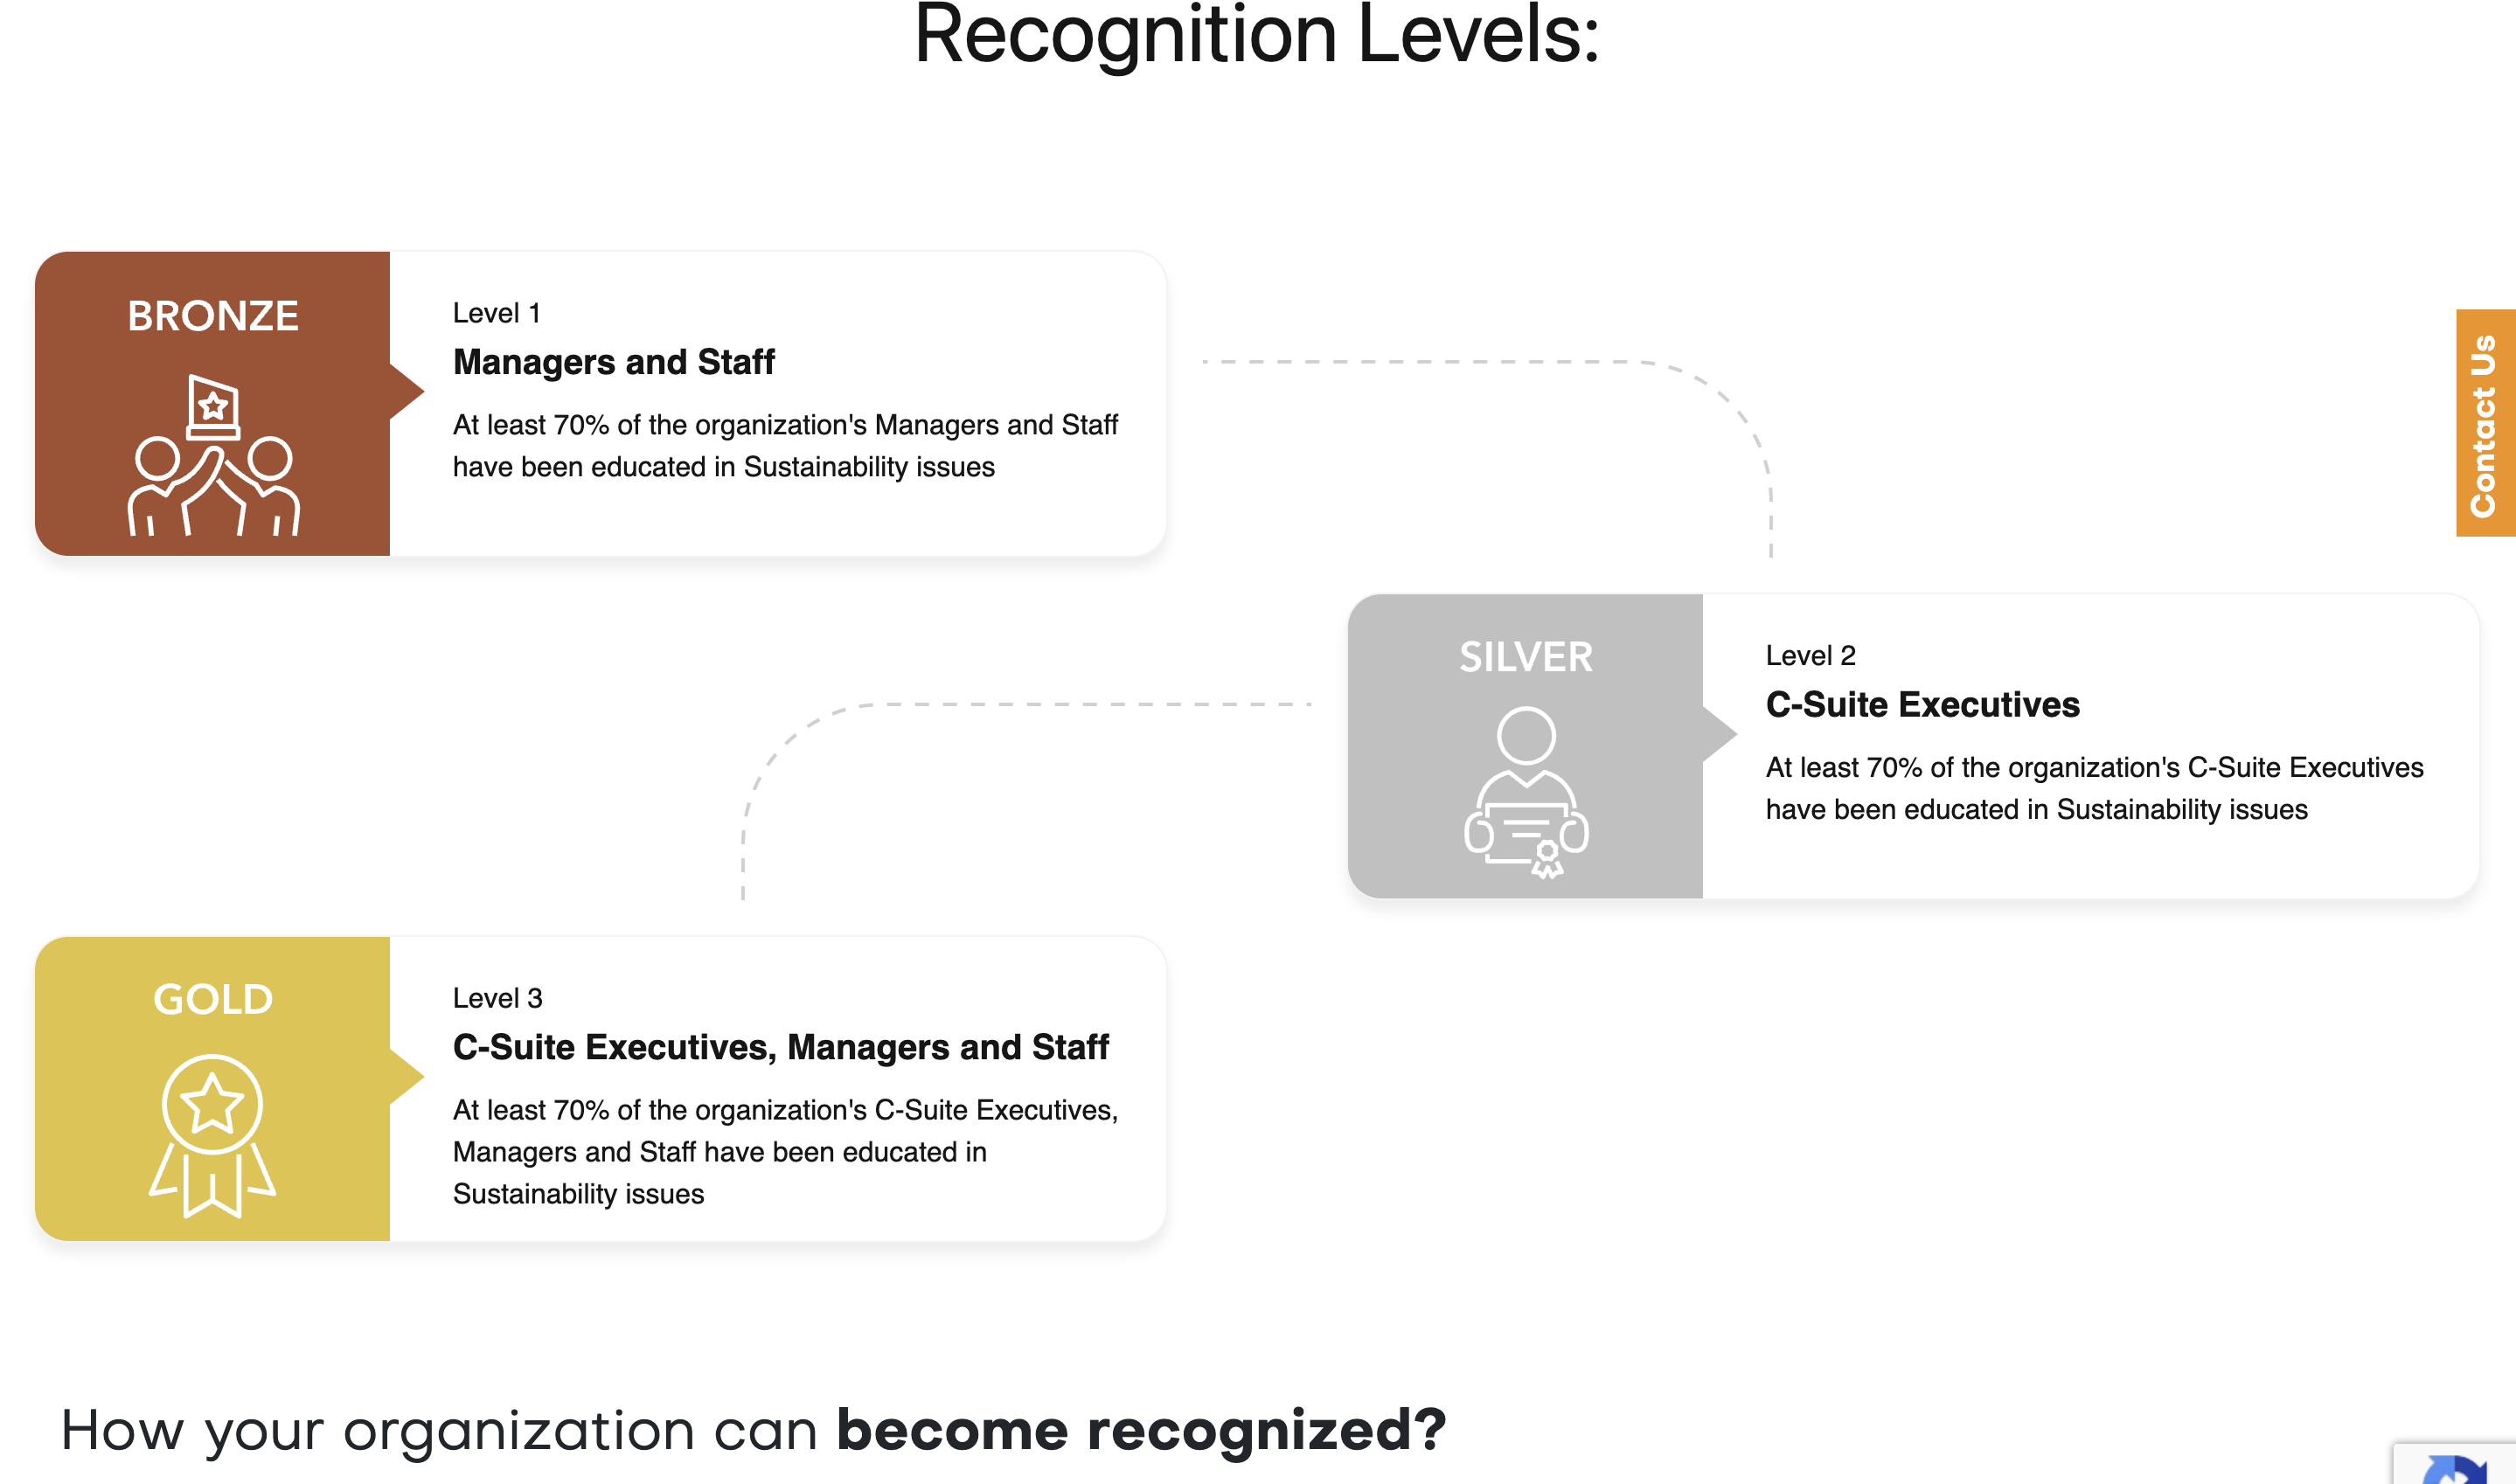 Recognition Levels:
BRONZE
Level 1
Managers and Staff
At least 70% of the organization's Managers and Staff
have been educated in Sustainability issues
Contact Us
SILVER
Level 2
C-Suite Executives
At least 70% of the organization's C-Suite Executives
have been educated in Sustainability issues
GOLD
Level 3
C-Suite Executives, Managers and Staff
At least 70% of the organization's C-Suite Executives,
Managers and Staff have been educated in
Sustainability issues
How your organization can become recognized?